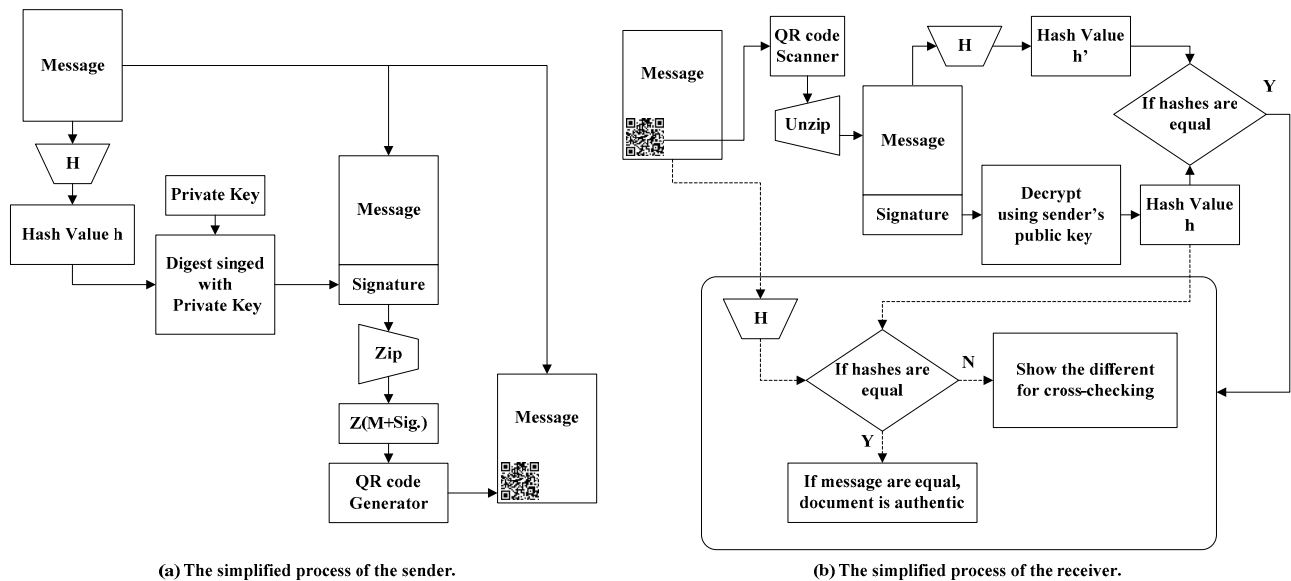 Message
H
Hash Value h
Private Key
Digest singed
with
Private Key
Message
Signature
Zip
Z(M+Sig.)
QR code
Generator
Message
(a) The simplified process of the sender.
Message
QR code
Scanner
Unzip
Message
Signature
H
Hash Value
h’
If hashes are
equal
Y
Decrypt
using sender’s
public key
Hash Value
h
H
If hashes are
equal
N
Show the different
for cross-checking
Y
If message are equal,
document is authentic
(b) The simplified process of the receiver.